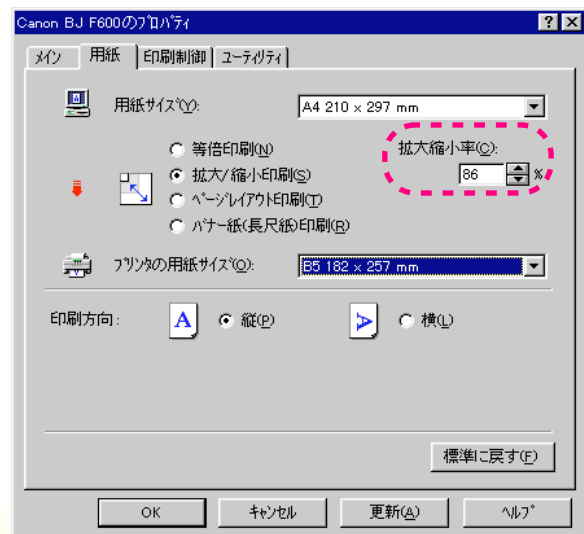 Canon BJ F600のﾌﾟﾛﾊﾟﾃｨ
ﾒｲﾝ 用紙 印刷制御 ﾕｰﾃｨﾘﾃｨ
用紙ｻｲｽﾞ(Y): A4 210 x 297 mm
等倍印刷(N) 拡大縮小率(C):
拡大/縮小印刷(S) 86 %
ﾍﾟｰｼﾞﾚｲｱｳﾄ印刷(T)
ﾊﾞﾅｰ紙(長尺紙)印刷(R)
ﾌﾟﾘﾝﾀの用紙ｻｲｽﾞ(O): B5 182 x 257 mm
印刷方向: A 縦(P) A 横(L)
標準に戻す(F)
OK ｷｬﾝｾﾙ 更新(A) ﾍﾙﾌﾟ